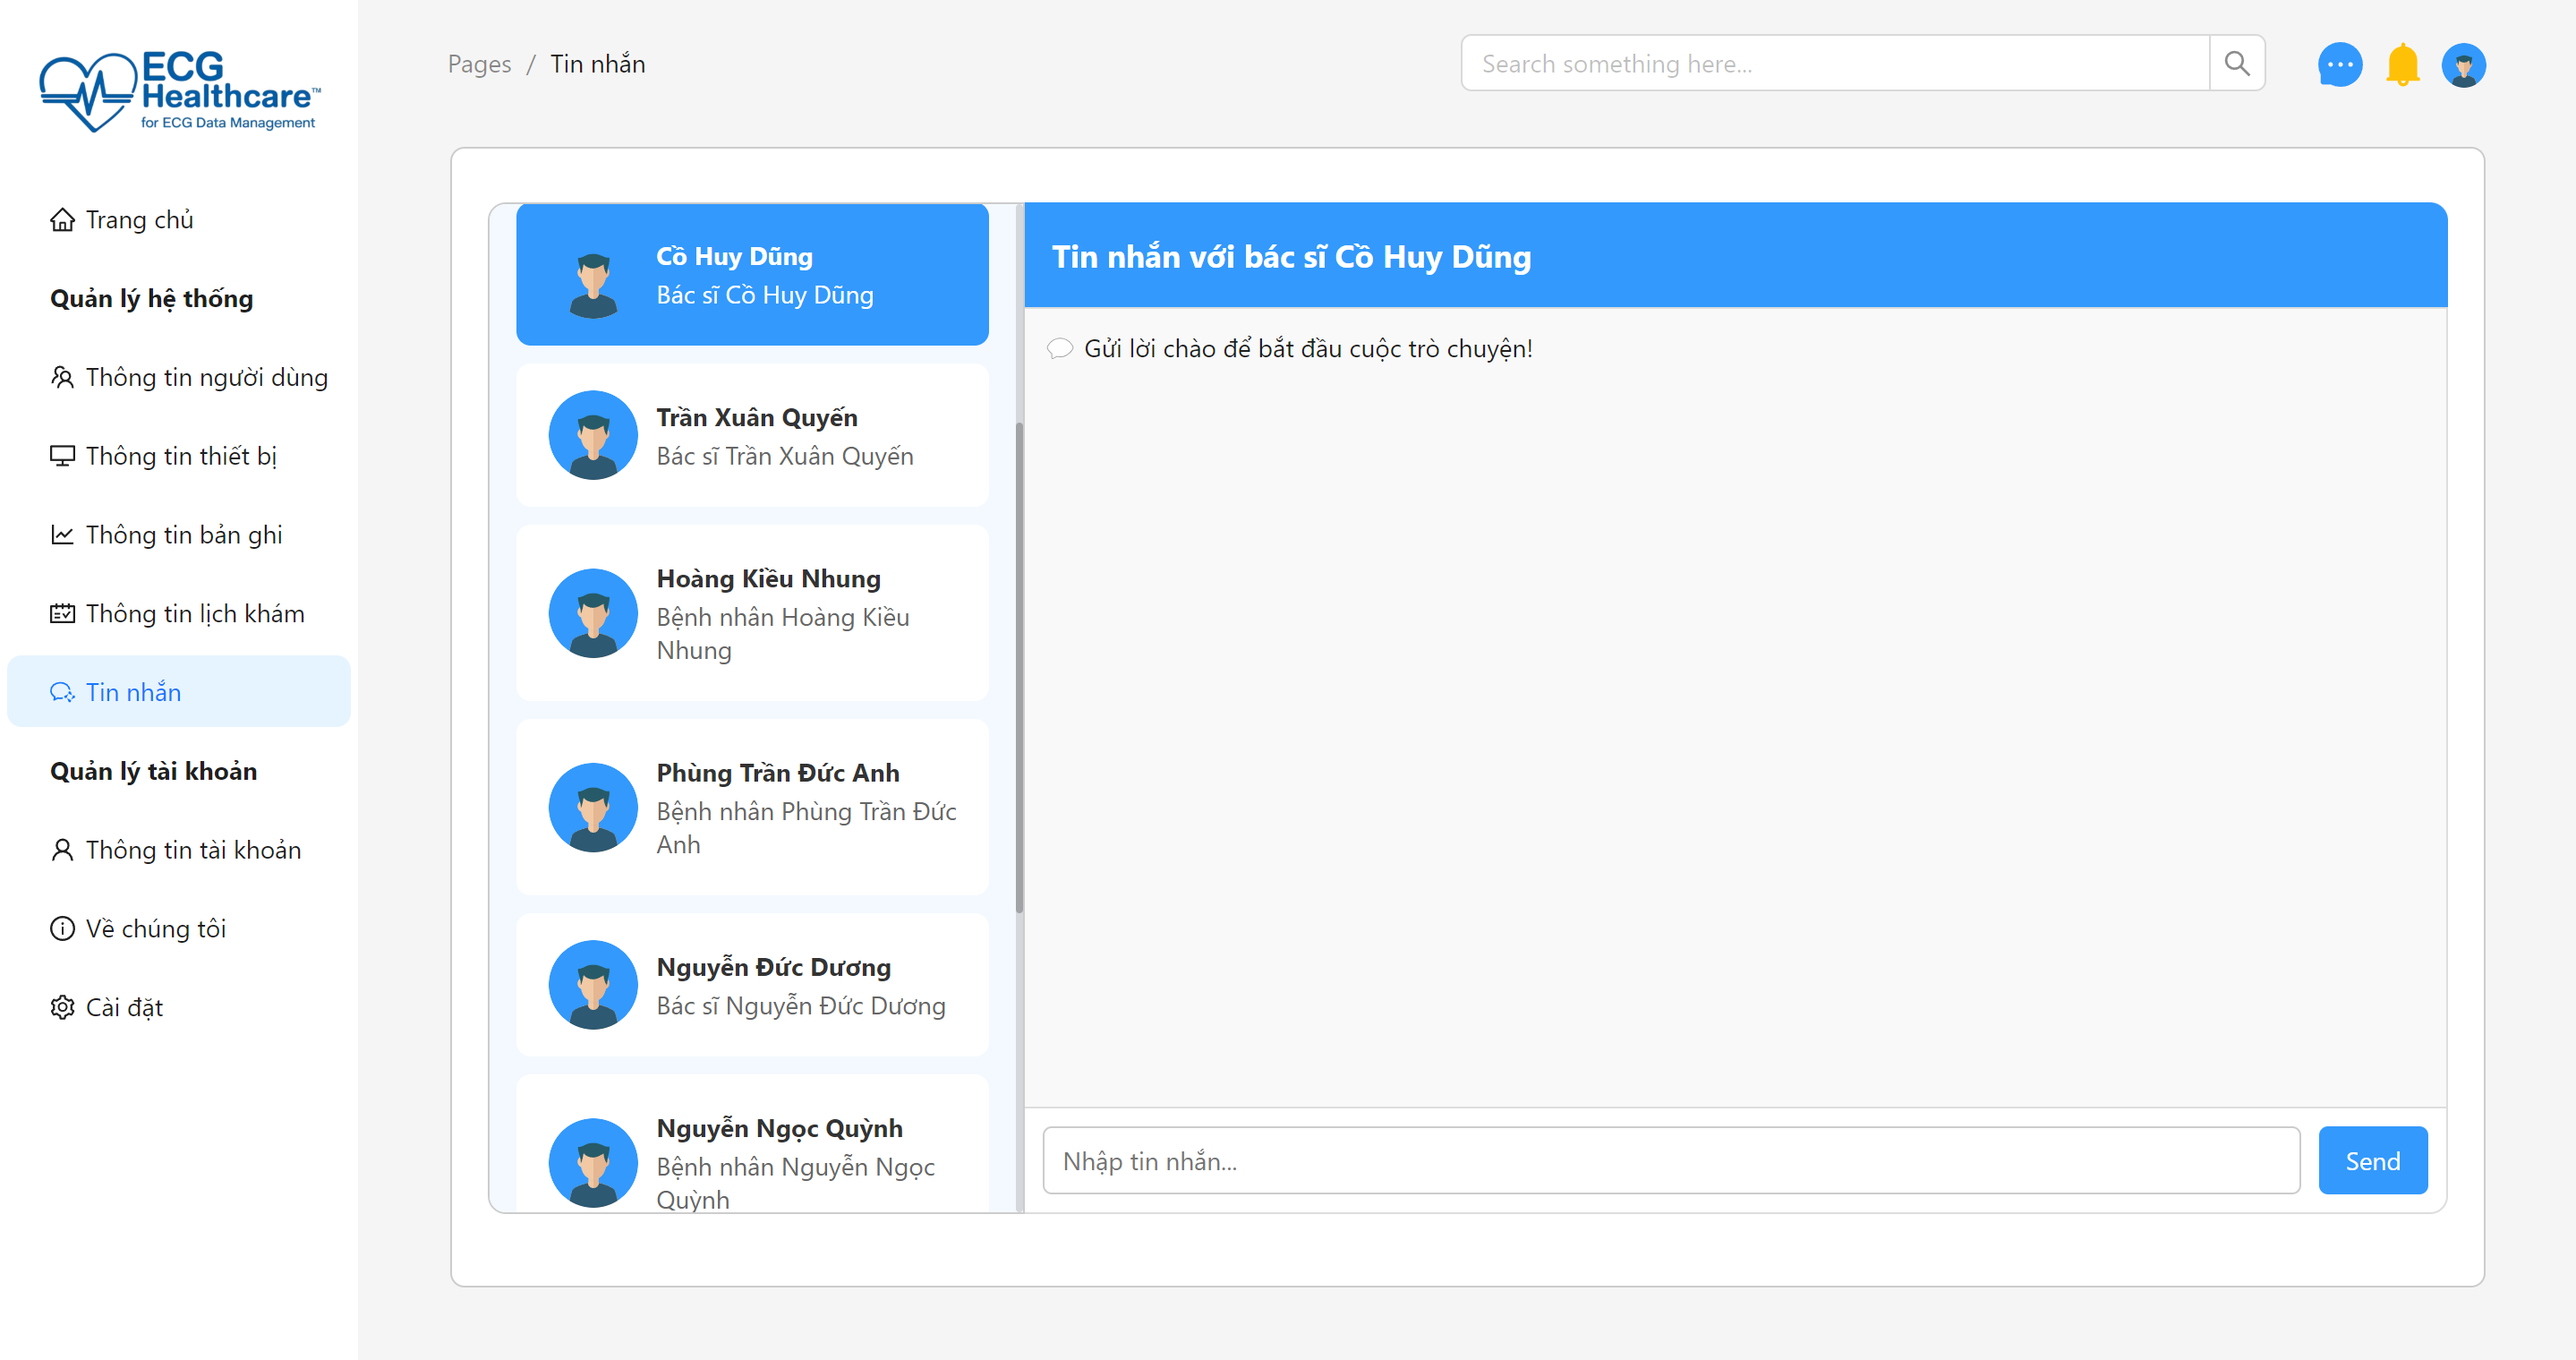 ECG
Healthcare™
for ECG Data Management
Trang chủ
Quản lý hệ thống
Thông tin người dùng
Thông tin thiết bị
Thông tin bản ghi
Thông tin lịch khám
Tin nhắn
Quản lý tài khoản
Thông tin tài khoản
Về chúng tôi
Cài đặt
Pages / Tin nhắn
Search something here...
Cồ Huy Dũng
Bác sĩ Cồ Huy Dũng
Trần Xuân Quyến
Bác sĩ Trần Xuân Quyến
Hoàng Kiều Nhung
Bệnh nhân Hoàng Kiều
Nhung
Phùng Trần Đức Anh
Bệnh nhân Phùng Trần Đức
Anh
Nguyễn Đức Dương
Bác sĩ Nguyễn Đức Dương
Nguyễn Ngọc Quỳnh
Bệnh nhân Nguyễn Ngọc
Quỳnh
Tin nhắn với bác sĩ Cồ Huy Dũng
Gửi lời chào để bắt đầu cuộc trò chuyện!
Nhập tin nhắn...
Send